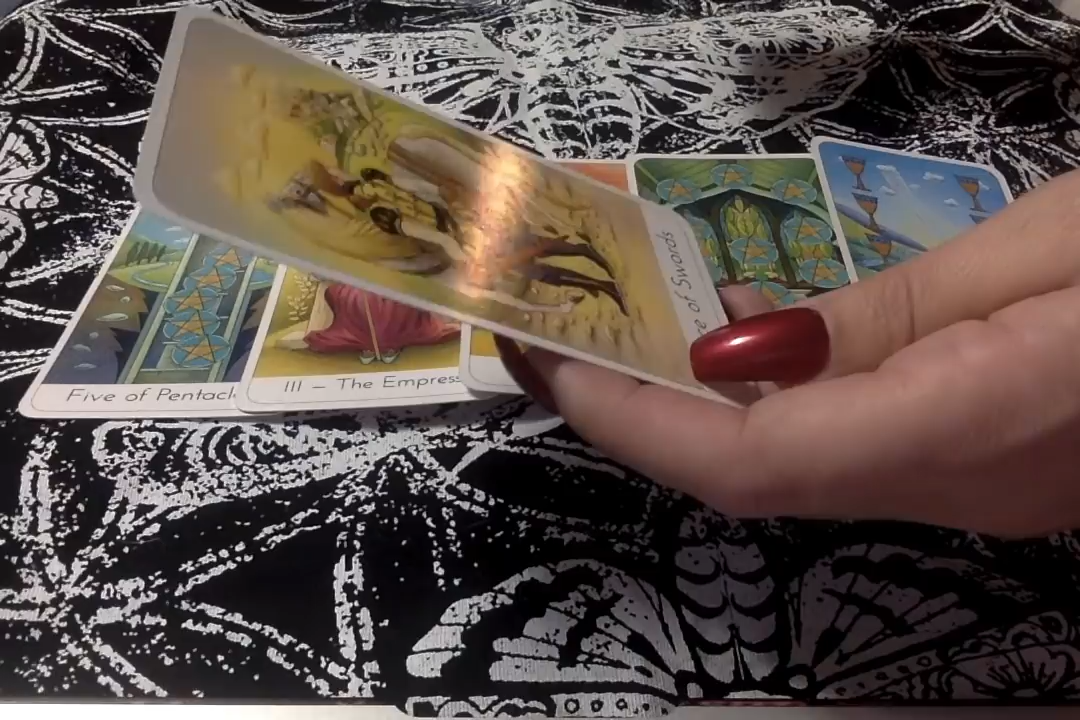 Five of Pentacl
III – The Empress
of Swords